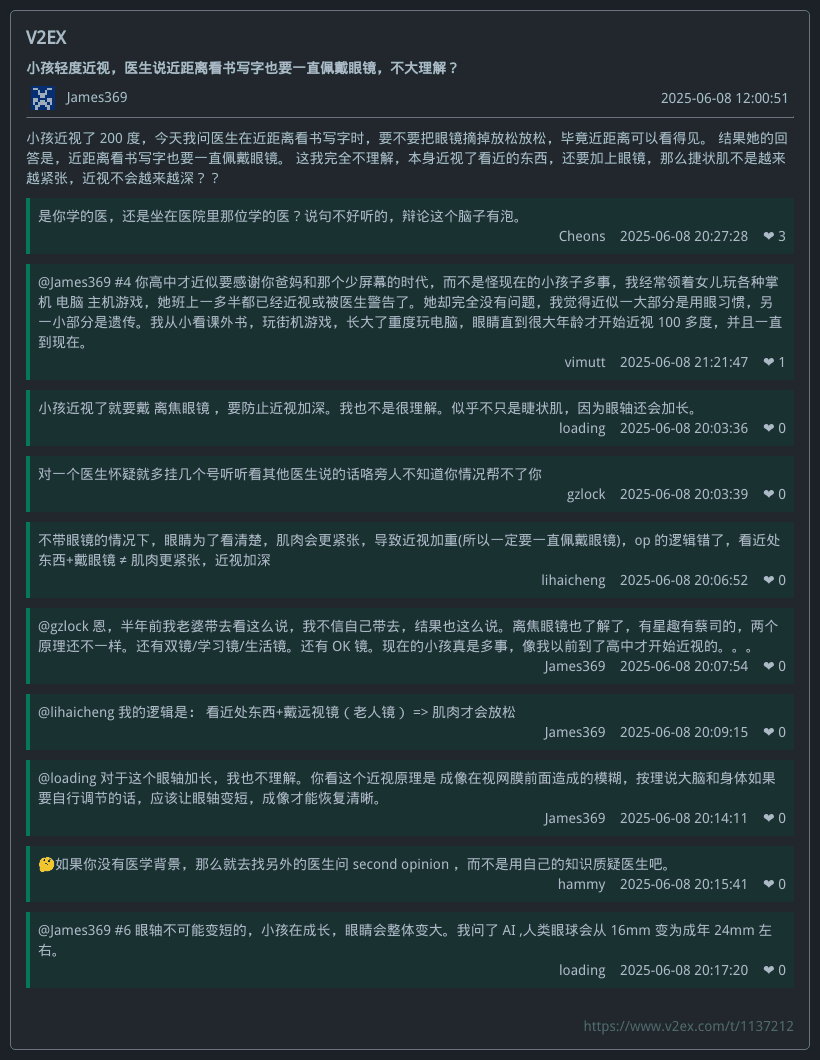 V2EX
小孩轻度近视，医生说近距离看书写字也要一直佩戴眼镜，不大理解？
James369
2025-06-08 12:00:51
小孩近视了 200 度，今天我问医生在近距离看书写字时，要不要把眼镜摘掉放松放松，毕竟近距离可以看得见。 结果她的回
答是，近距离看书写字也要一直佩戴眼镜。 这我完全不理解，本身近视了看近的东西，还要加上眼镜，那么捷状肌不是越来
越紧张，近视不会越来越深？？
是你学的医，还是坐在医院里那位学的医？说句不好听的，辩论这个脑子有泡。
Cheons 2025-06-08 20:27:28 ❤ 3
@James369 #4 你高中才近似要感谢你爸妈和那个少屏幕的时代，而不是怪现在的小孩子多事，我经常领着女儿玩各种掌
机 电脑 主机游戏，她班上一多半都已经近视或被医生警告了。她却完全没有问题，我觉得近似一大部分是用眼习惯，另
一小部分是遗传。我从小看课外书，玩街机游戏，长大了重度玩电脑，眼睛直到很大年龄才开始近视 100 多度，并且一直
到现在。
vimutt 2025-06-08 21:21:47 ❤ 1
小孩近视了就要戴 离焦眼镜 ，要防止近视加深。我也不是很理解。似乎不只是睫状肌，因为眼轴还会加长。
loading 2025-06-08 20:03:36 ❤ 0
对一个医生怀疑就多挂几个号听听看其他医生说的话咯旁人不知道你情况帮不了你
gzlock 2025-06-08 20:03:39 ❤ 0
不带眼镜的情况下，眼睛为了看清楚，肌肉会更紧张，导致近视加重(所以一定要一直佩戴眼镜)，op 的逻辑错了，看近处
东西+戴眼镜 ≠ 肌肉更紧张，近视加深
lihaicheng 2025-06-08 20:06:52 ❤ 0
@gzlock 恩，半年前我老婆带去看这么说，我不信自己带去，结果也这么说。离焦眼镜也了解了，有星趣有蔡司的，两个
原理还不一样。还有双镜/学习镜/生活镜。还有 OK 镜。现在的小孩真是多事，像我以前到了高中才开始近视的。。。
James369 2025-06-08 20:07:54 ❤ 0
@lihaicheng 我的逻辑是： 看近处东西+戴远视镜（老人镜） => 肌肉才会放松
James369 2025-06-08 20:09:15 ❤ 0
@loading 对于这个眼轴加长，我也不理解。你看这个近视原理是 成像在视网膜前面造成的模糊，按理说大脑和身体如果
要自行调节的话，应该让眼轴变短，成像才能恢复清晰。
James369 2025-06-08 20:14:11 ❤ 0
🤔如果你没有医学背景，那么就去找另外的医生问 second opinion ，而不是用自己的知识质疑医生吧。
hammy 2025-06-08 20:15:41 ❤ 0
@James369 #6 眼轴不可能变短的，小孩在成长，眼睛会整体变大。我问了 AI ,人类眼球会从 16mm 变为成年 24mm 左
右。
loading 2025-06-08 20:17:20 ❤ 0
https://www.v2ex.com/t/1137212